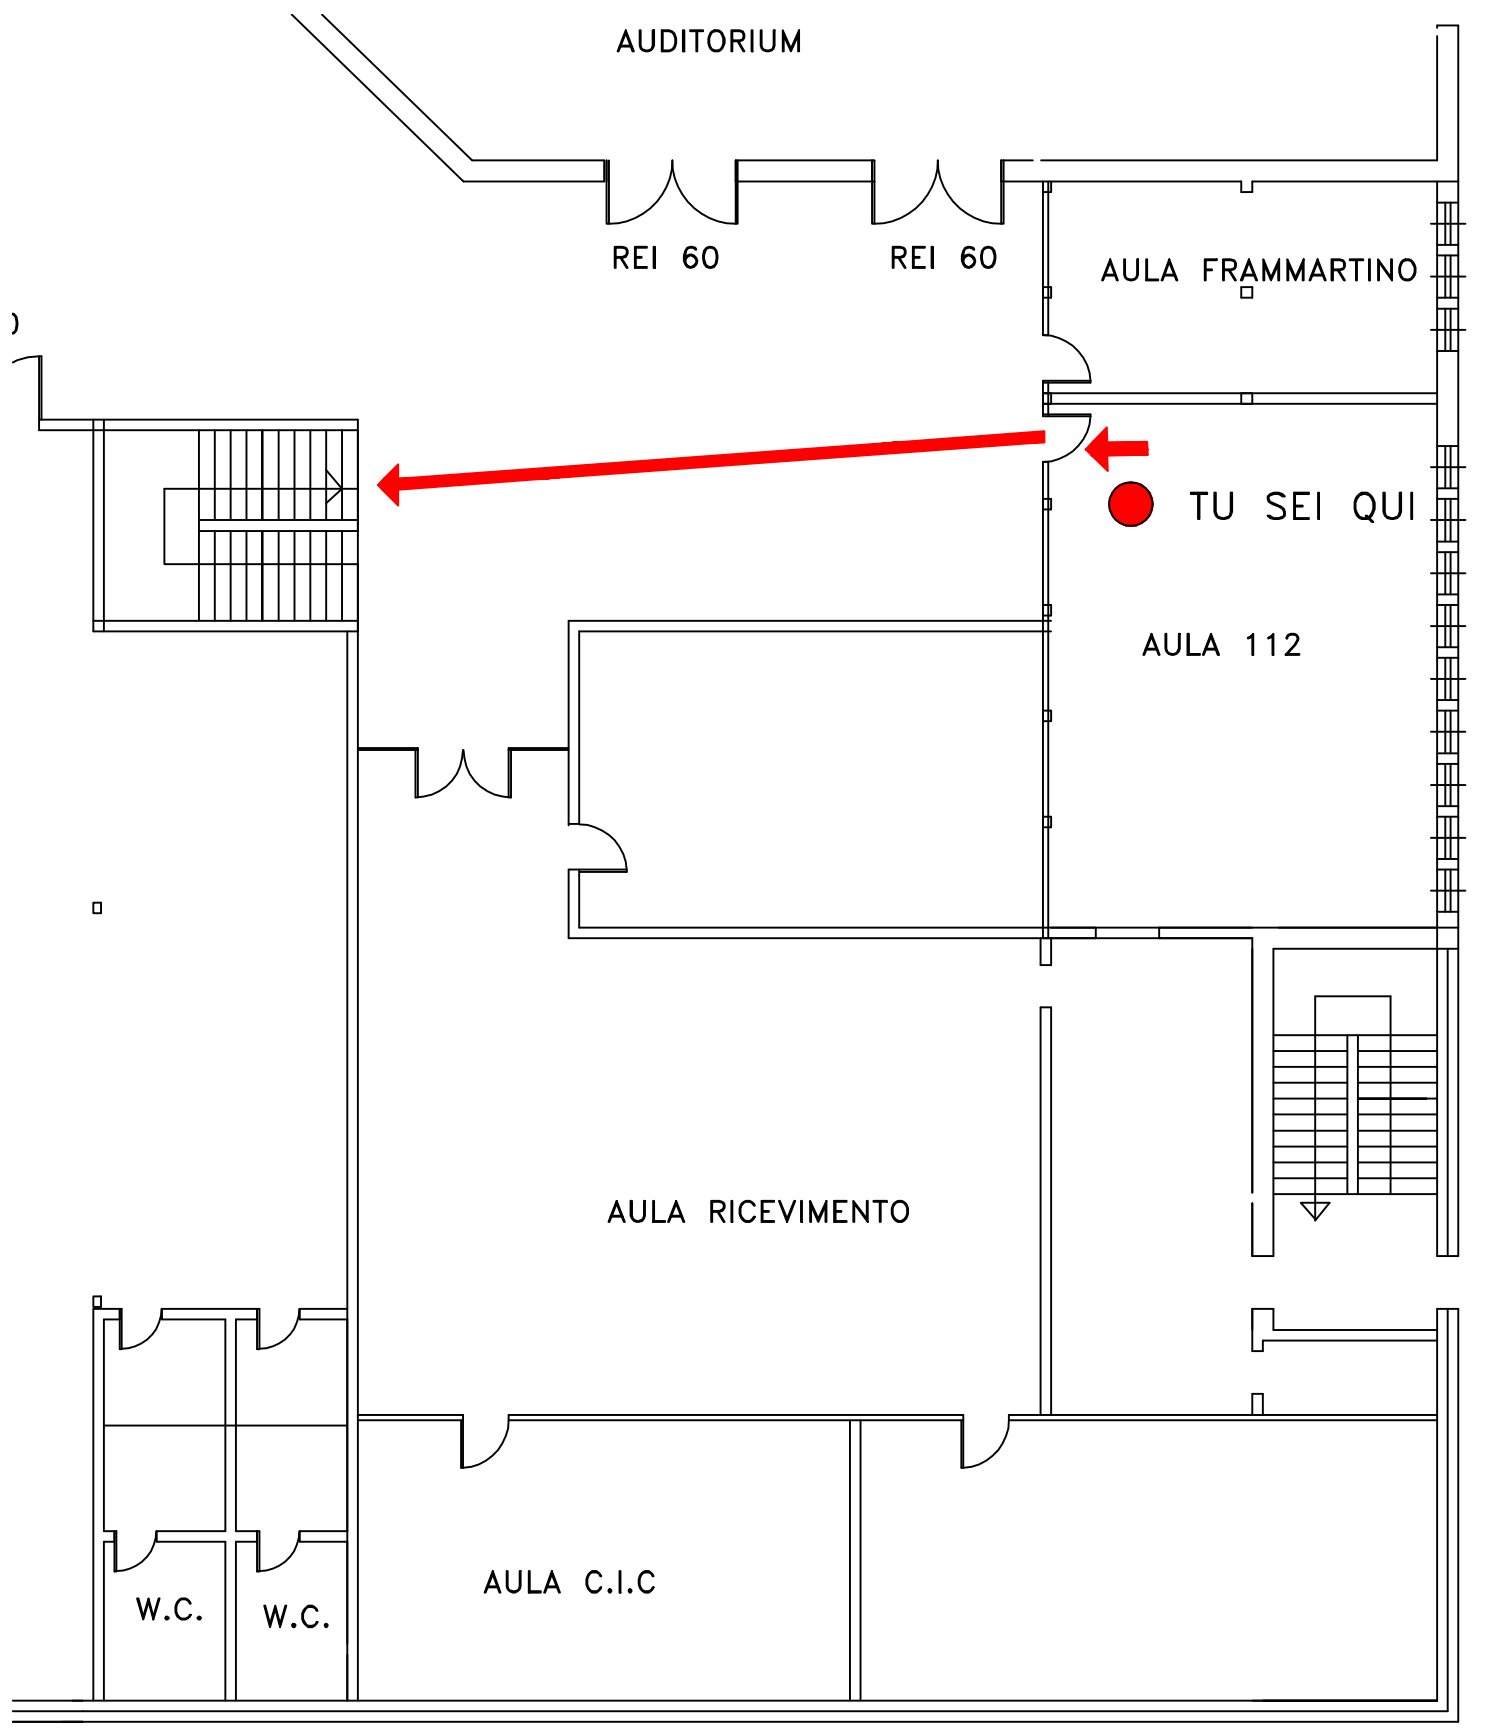 AUDITORIUM
REI 60
REI 60
AULA FRAMMARTINO
TU SEI QUI
AULA 112
AULA RICEVIMENTO
AULA C.I.C
W.C.
W.C.